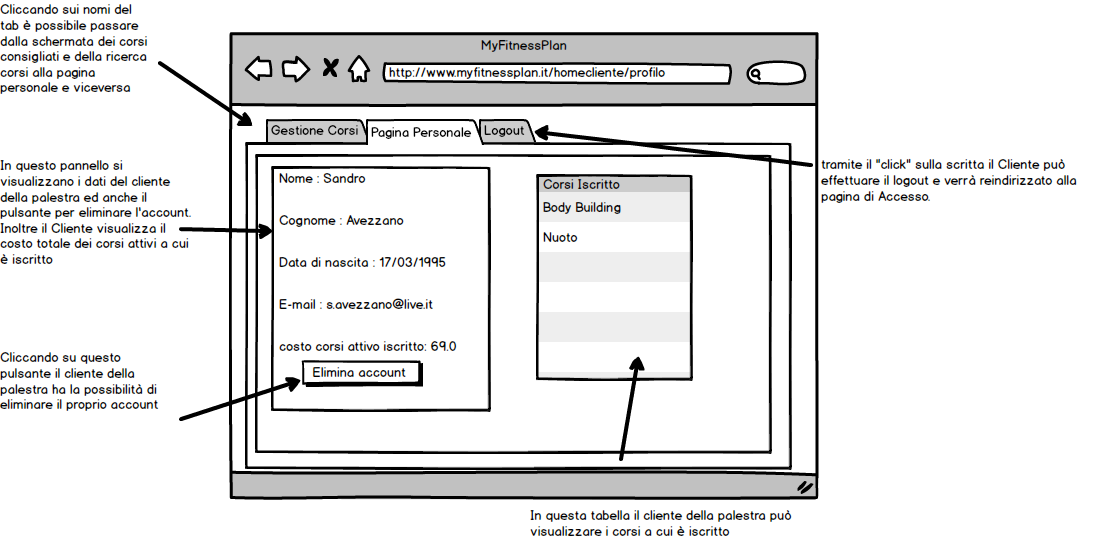 Cliccando sui nomi del
tab è possibile passare
dalla schermata dei corsi
consigliati e della ricerca
corsi alla pagina
personale e viceversa
MyFitnessPlan
http://www.myfitnessplan.it/homecliente/profilo
Gestione Corsi
Pagina Personale
Logout
In questo pannello si
visualizzano i dati del cliente
della palestra ed anche il
pulsante per eliminare l'account.
Inoltre il Cliente visualizza il
costo totale dei corsi attivi a cui
è iscritto
Nome : Sandro
Cognome : Avezzano
Data di nascita : 17/03/1995
E-mail : s.avezzano@live.it
costo corsi attivo iscritto: 69.0
Elimina account
Corsi Iscritto
Body Building
Nuoto
tramite il "click" sulla scritta il Cliente può
effettuare il logout e verrà reindirizzato alla
pagina di Accesso.
Cliccando su questo
pulsante il cliente della
palestra ha la possibilità di
eliminare il proprio account
In questa tabella il cliente della palestra può
visualizzare i corsi a cui è iscritto